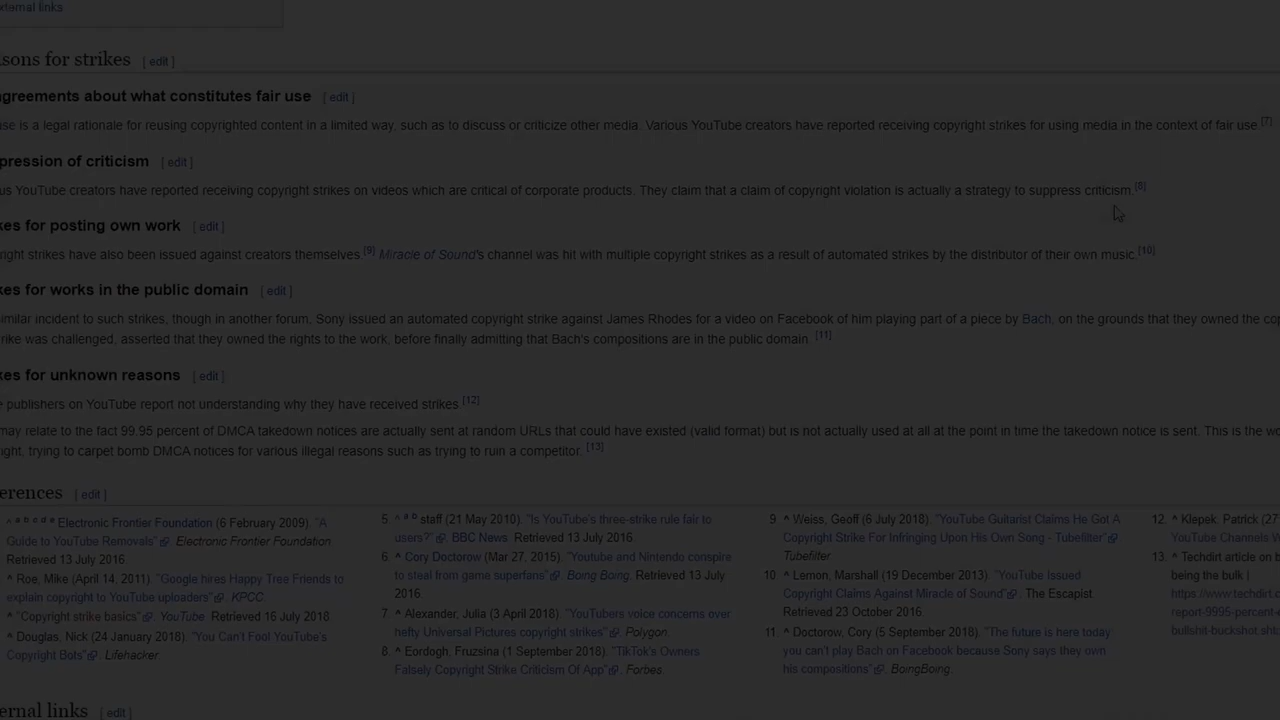 xternal links
sons for strikes [ edit ]
agreements about what constitutes fair use [ edit ]
use is a legal rationale for reusing copyrighted content in a limited way, such as to discuss or criticize other media. Various YouTube creators have reported receiving copyright strikes for using media in the context of fair use.[7]
pression of criticism [ edit ]
us YouTube creators have reported receiving copyright strikes on videos which are critical of corporate products. They claim that a claim of copyright violation is actually a strategy to suppress criticism.[8]
kes for posting own work [ edit ]
right strikes have also been issued against creators themselves.[9] Miracle of Sound's channel was hit with multiple copyright strikes as a result of automated strikes by the distributor of their own music.[10]
kes for works in the public domain [ edit ]
similar incident to such strikes, though in another forum, Sony issued an automated copyright strike against James Rhodes for a video on Facebook of him playing part of a piece by Bach, on the grounds that they owned the co
rike was challenged, asserted that they owned the rights to the work, before finally admitting that Bach's compositions are in the public domain. [11]
kes for unknown reasons [ edit ]
e publishers on YouTube report not understanding why they have received strikes.[12]
may relate to the fact 99.95 percent of DMCA takedown notices are actually sent at random URLs that could have existed (valid format) but is not actually used at all at the point in time the takedown notice is sent. This is the wo
right, trying to carpet bomb DMCA notices for various illegal reasons such as trying to ruin a competitor. [13]
erences [ edit ]
^ a b c d e Electronic Frontier Foundation (6 February 2009). "A
Guide to YouTube Removals". Electronic Frontier Foundation.
Retrieved 13 July 2016.
^ Roe, Mike (April 14, 2011). "Google hires Happy Tree Friends to
explain copyright to YouTube uploaders". KPCC.
^ "Copyright strike basics". YouTube. Retrieved 16 July 2018.
^ Douglas, Nick (24 January 2018). "You Can't Fool YouTube's
Copyright Bots". Lifehacker.
5. ^ a b staff (21 May 2010). "Is YouTube's three-strike rule fair to
users?". BBC News. Retrieved 13 July 2016.
6. ^ Cory Doctorow (Mar 27, 2015). "Youtube and Nintendo conspire
to steal from game superfans". Boing Boing. Retrieved 13 July
2016.
7. ^ Alexander, Julia (3 April 2018). "YouTubers voice concerns over
hefty Universal Pictures copyright strikes". Polygon.
8. ^ Eordogh, Fruzsina (1 September 2018). "TikTok's Owners
Falsely Copyright Strike Criticism Of App". Forbes.
9. ^ Weiss, Geoff (6 July 2018). "YouTube Guitarist Claims He Got A
Copyright Strike For Infringing Upon His Own Song - Tubefilter".
Tubefilter.
10. ^ Lemon, Marshall (19 December 2013). "YouTube Issued
Copyright Claims Against Miracle of Sound". The Escapist.
Retrieved 23 October 2016.
11. ^ Doctorow, Cory (5 September 2018). "The future is here today:
you can't play Bach on Facebook because Sony says they own
his compositions". BoingBoing.
12. ^ Klepek, Patrick (27
YouTube Channels W
13. ^ Techdirt article on b
being the bulk |
https://www.techdirt.c
report-9995-percent-
bullshit-buckshot.sht
ernal links [ edit ]